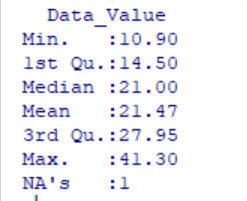 Data_Value
Min.   :10.90
1st Qu.:14.50
Median :21.00
Mean   :21.47
3rd Qu.:27.95
Max.   :41.30
NA's   :1